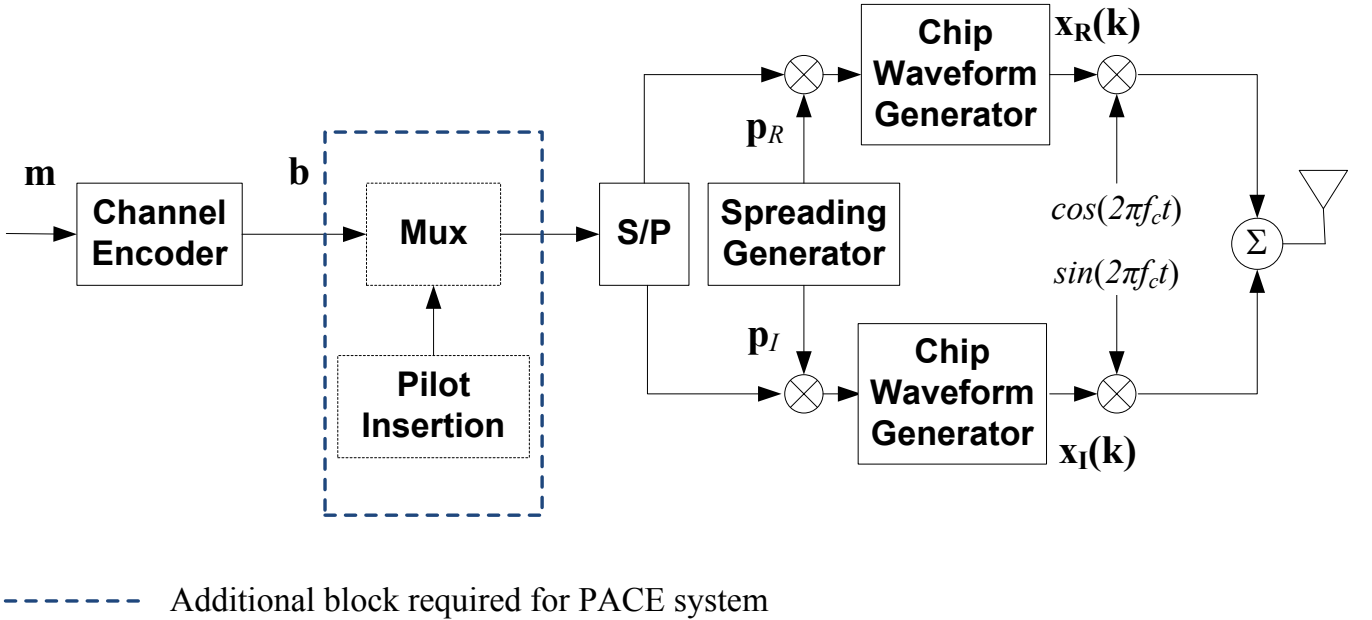 m
Channel
Encoder
b
Mux
Pilot
Insertion
S/P
Spreading
Generator
p_R
p_I
Chip
Waveform
Generator
x_R(k)
Chip
Waveform
Generator
x_I(k)
cos(2πf_ct)
sin(2πf_ct)
Σ
Additional block required for PACE system